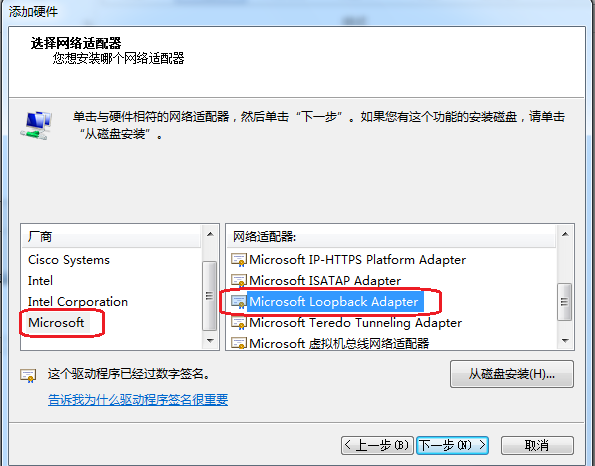 添加硬件
选择网络适配器
您想安装哪个网络适配器
单击与硬件相符的网络适配器，然后单击“下一步”。如果您有这个功能的安装磁盘，请单击
“从磁盘安装”。
厂商
Cisco Systems
Intel
Intel Corporation
Microsoft
网络适配器:
Microsoft IP-HTTPS Platform Adapter
Microsoft ISATAP Adapter
Microsoft Loopback Adapter
Microsoft Teredo Tunneling Adapter
Microsoft 虚拟机总线网络适配器
这个驱动程序已经过数字签名。
告诉我为什么驱动程序签名很重要
从磁盘安装(H)...
< 上一步(B)
下一步(N) >
取消